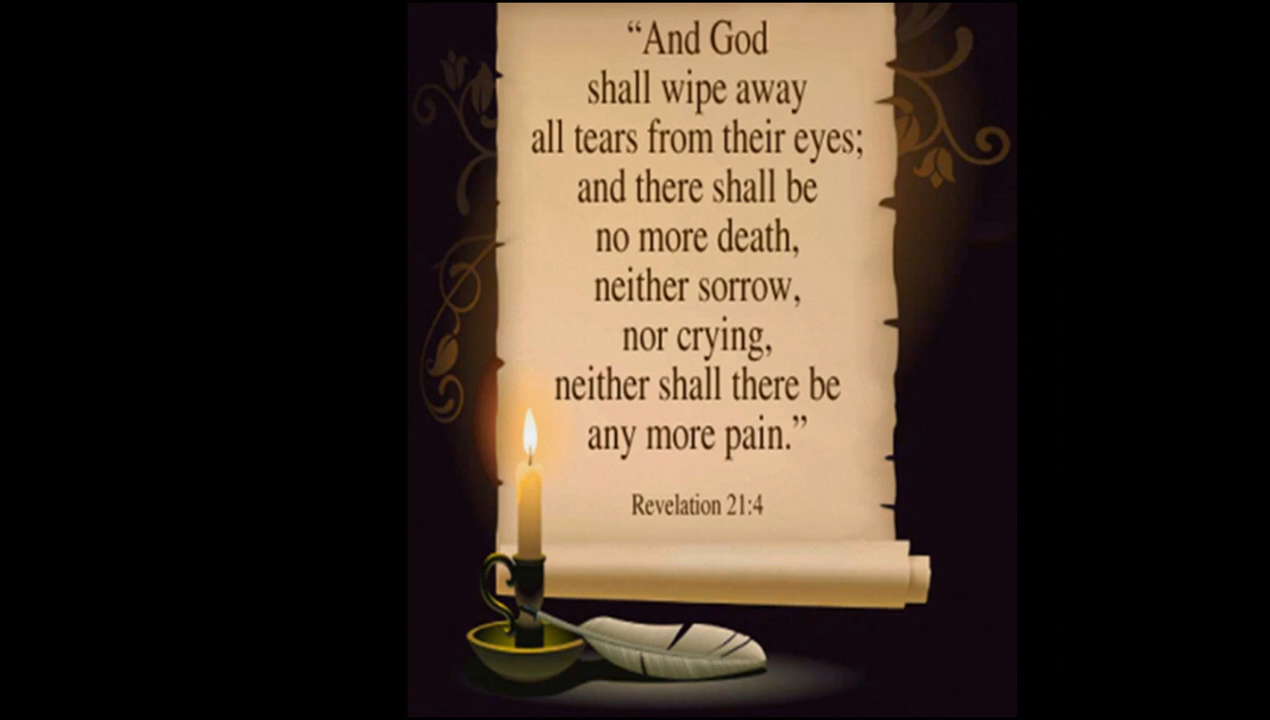 “And God
shall wipe away
all tears from their eyes;
and there shall be
no more death,
neither sorrow,
nor crying,
neither shall there be
any more pain.”
Revelation 21:4